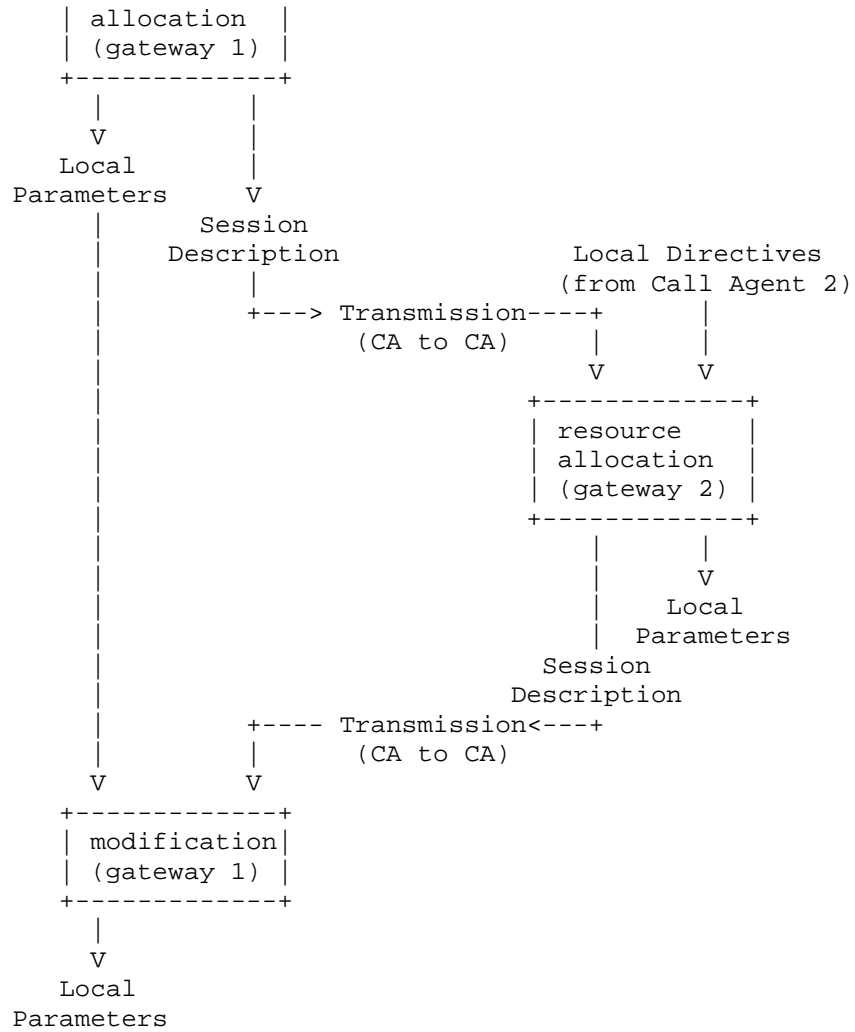 | allocation |
| (gateway 1) |
+-------------+
| |
V |
Local |
Parameters V
| Session
| Description Local Directives
| | (from Call Agent 2)
| +---> Transmission----+ |
| (CA to CA) | |
| V V
| +-------------+
| | resource |
| | allocation |
| | (gateway 2) |
| +-------------+
| | |
| | V
| | Local
| | Parameters
| Session
| Description
| +---- Transmission<---+
| | (CA to CA)
V V
+-------------+
| modification|
| (gateway 1) |
+-------------+
|
V
Local
Parameters